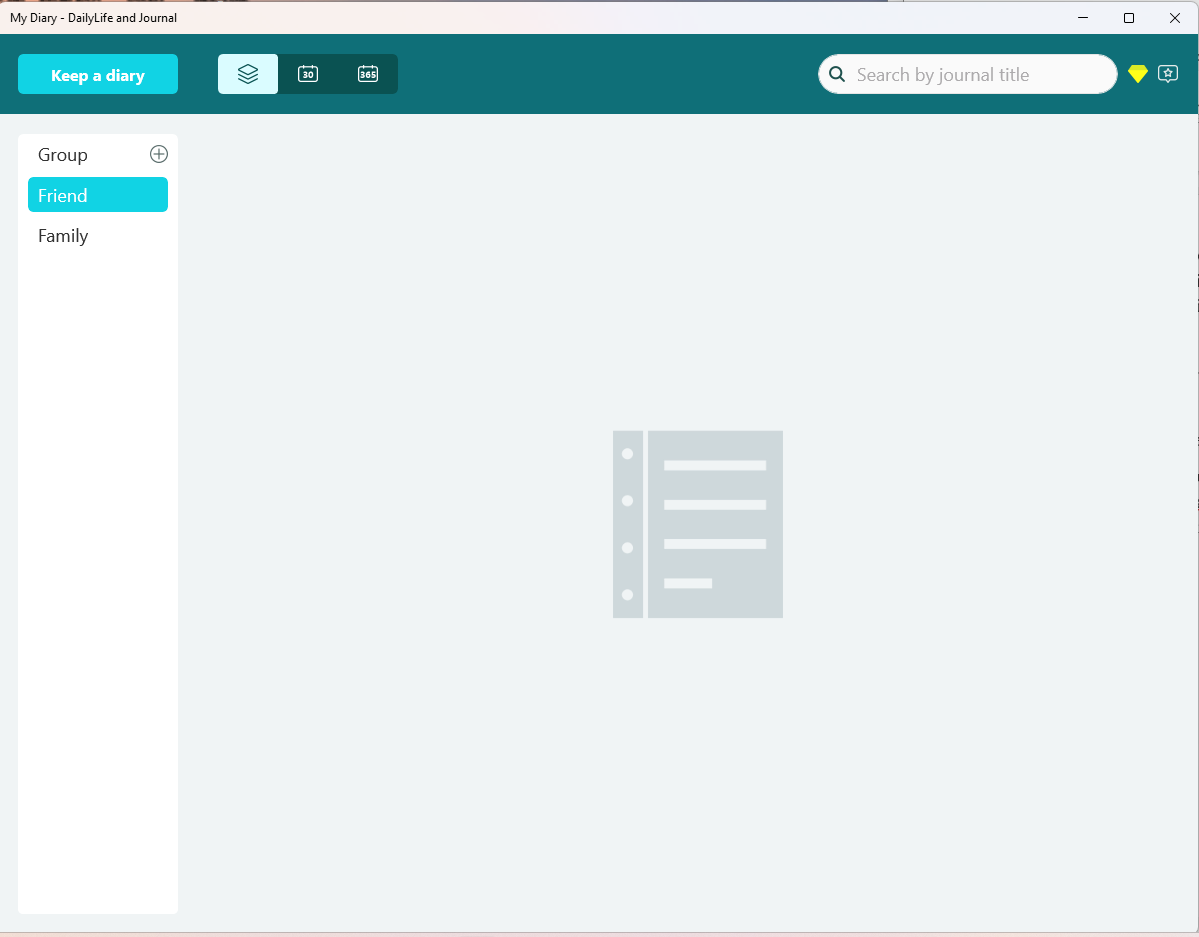 My Diary - DailyLife and Journal
Keep a diary
30
365
Search by journal title
Group
Friend
Family